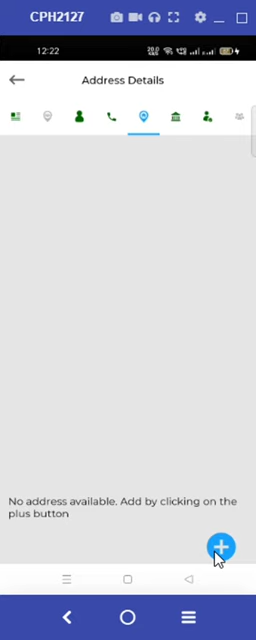 CPH2127
12:22
Address Details
No address available. Add by clicking on the
plus button